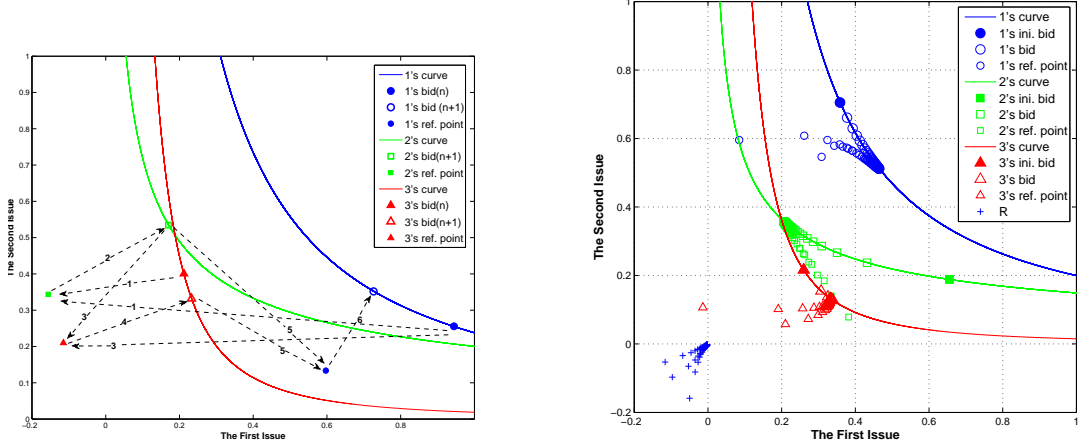 1
0.9
0.8
0.7
0.6
0.5
0.4
0.3
0.2
0.1
0
−0.2
0
0.2
0.4
0.6
0.8
The Second Issue
The First Issue
1's curve
1's bid(n)
1's bid (n+1)
1's ref. point
2's curve
2's bid(n+1)
2's ref. point
3's curve
3's bid(n)
3's bid(n+1)
3's ref. point
2
1
1
3
4
3
5
5
6
1
0.8
0.6
0.4
0.2
0
−0.2
−0.2
0
0.2
0.4
0.6
0.8
1
The Second Issue
The First Issue
1's curve
1's ini. bid
1's bid
1's ref. point
2's curve
2's ini. bid
2's bid
2's ref. point
3's curve
3's ini. bid
3's bid
3's ref. point
R